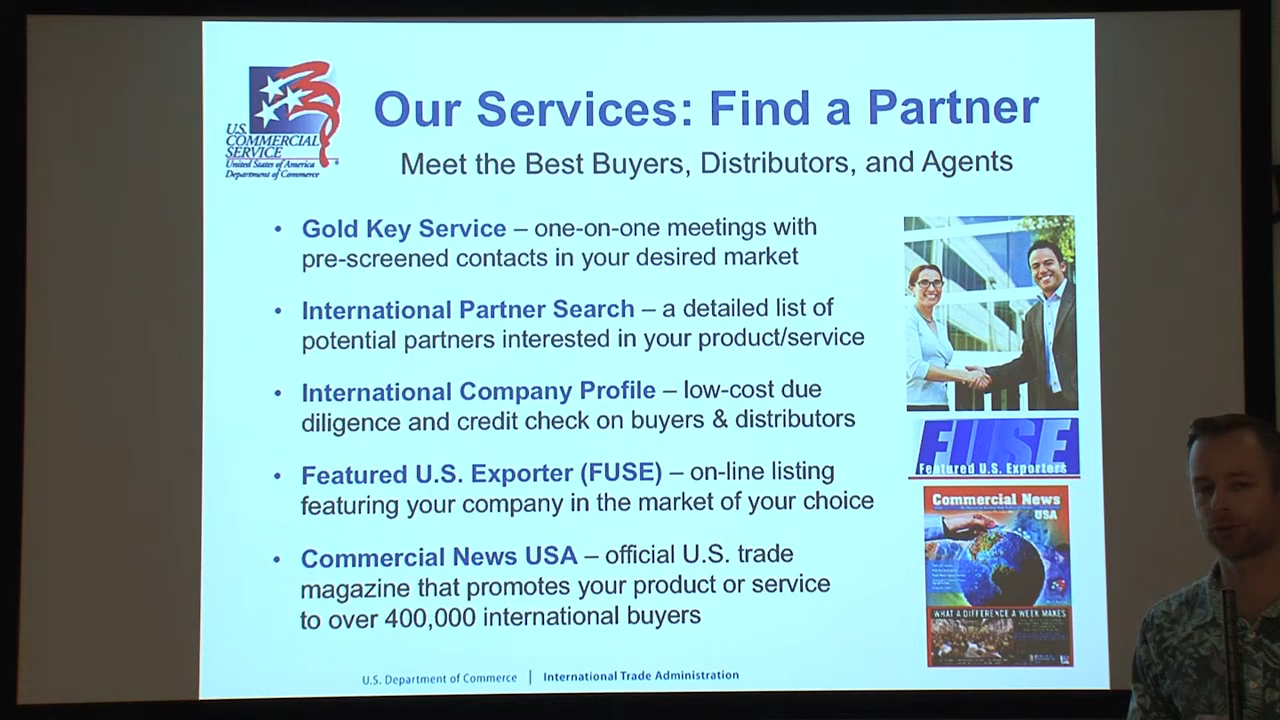 Our Services: Find a Partner
Meet the Best Buyers, Distributors, and Agents
U.S.
COMMERCIAL
SERVICE
United States of America
Department of Commerce
• Gold Key Service – one-on-one meetings with
pre-screened contacts in your desired market
• International Partner Search – a detailed list of
potential partners interested in your product/service
• International Company Profile – low-cost due
diligence and credit check on buyers & distributors
• Featured U.S. Exporter (FUSE) – on-line listing
featuring your company in the market of your choice
• Commercial News USA – official U.S. trade
magazine that promotes your product or service
to over 400,000 international buyers
FUSE
Featured U.S. Exporters
Commercial News
USA
WHAT A DIFFERENCE A WEEK MAKES
U.S. Department of Commerce | International Trade Administration